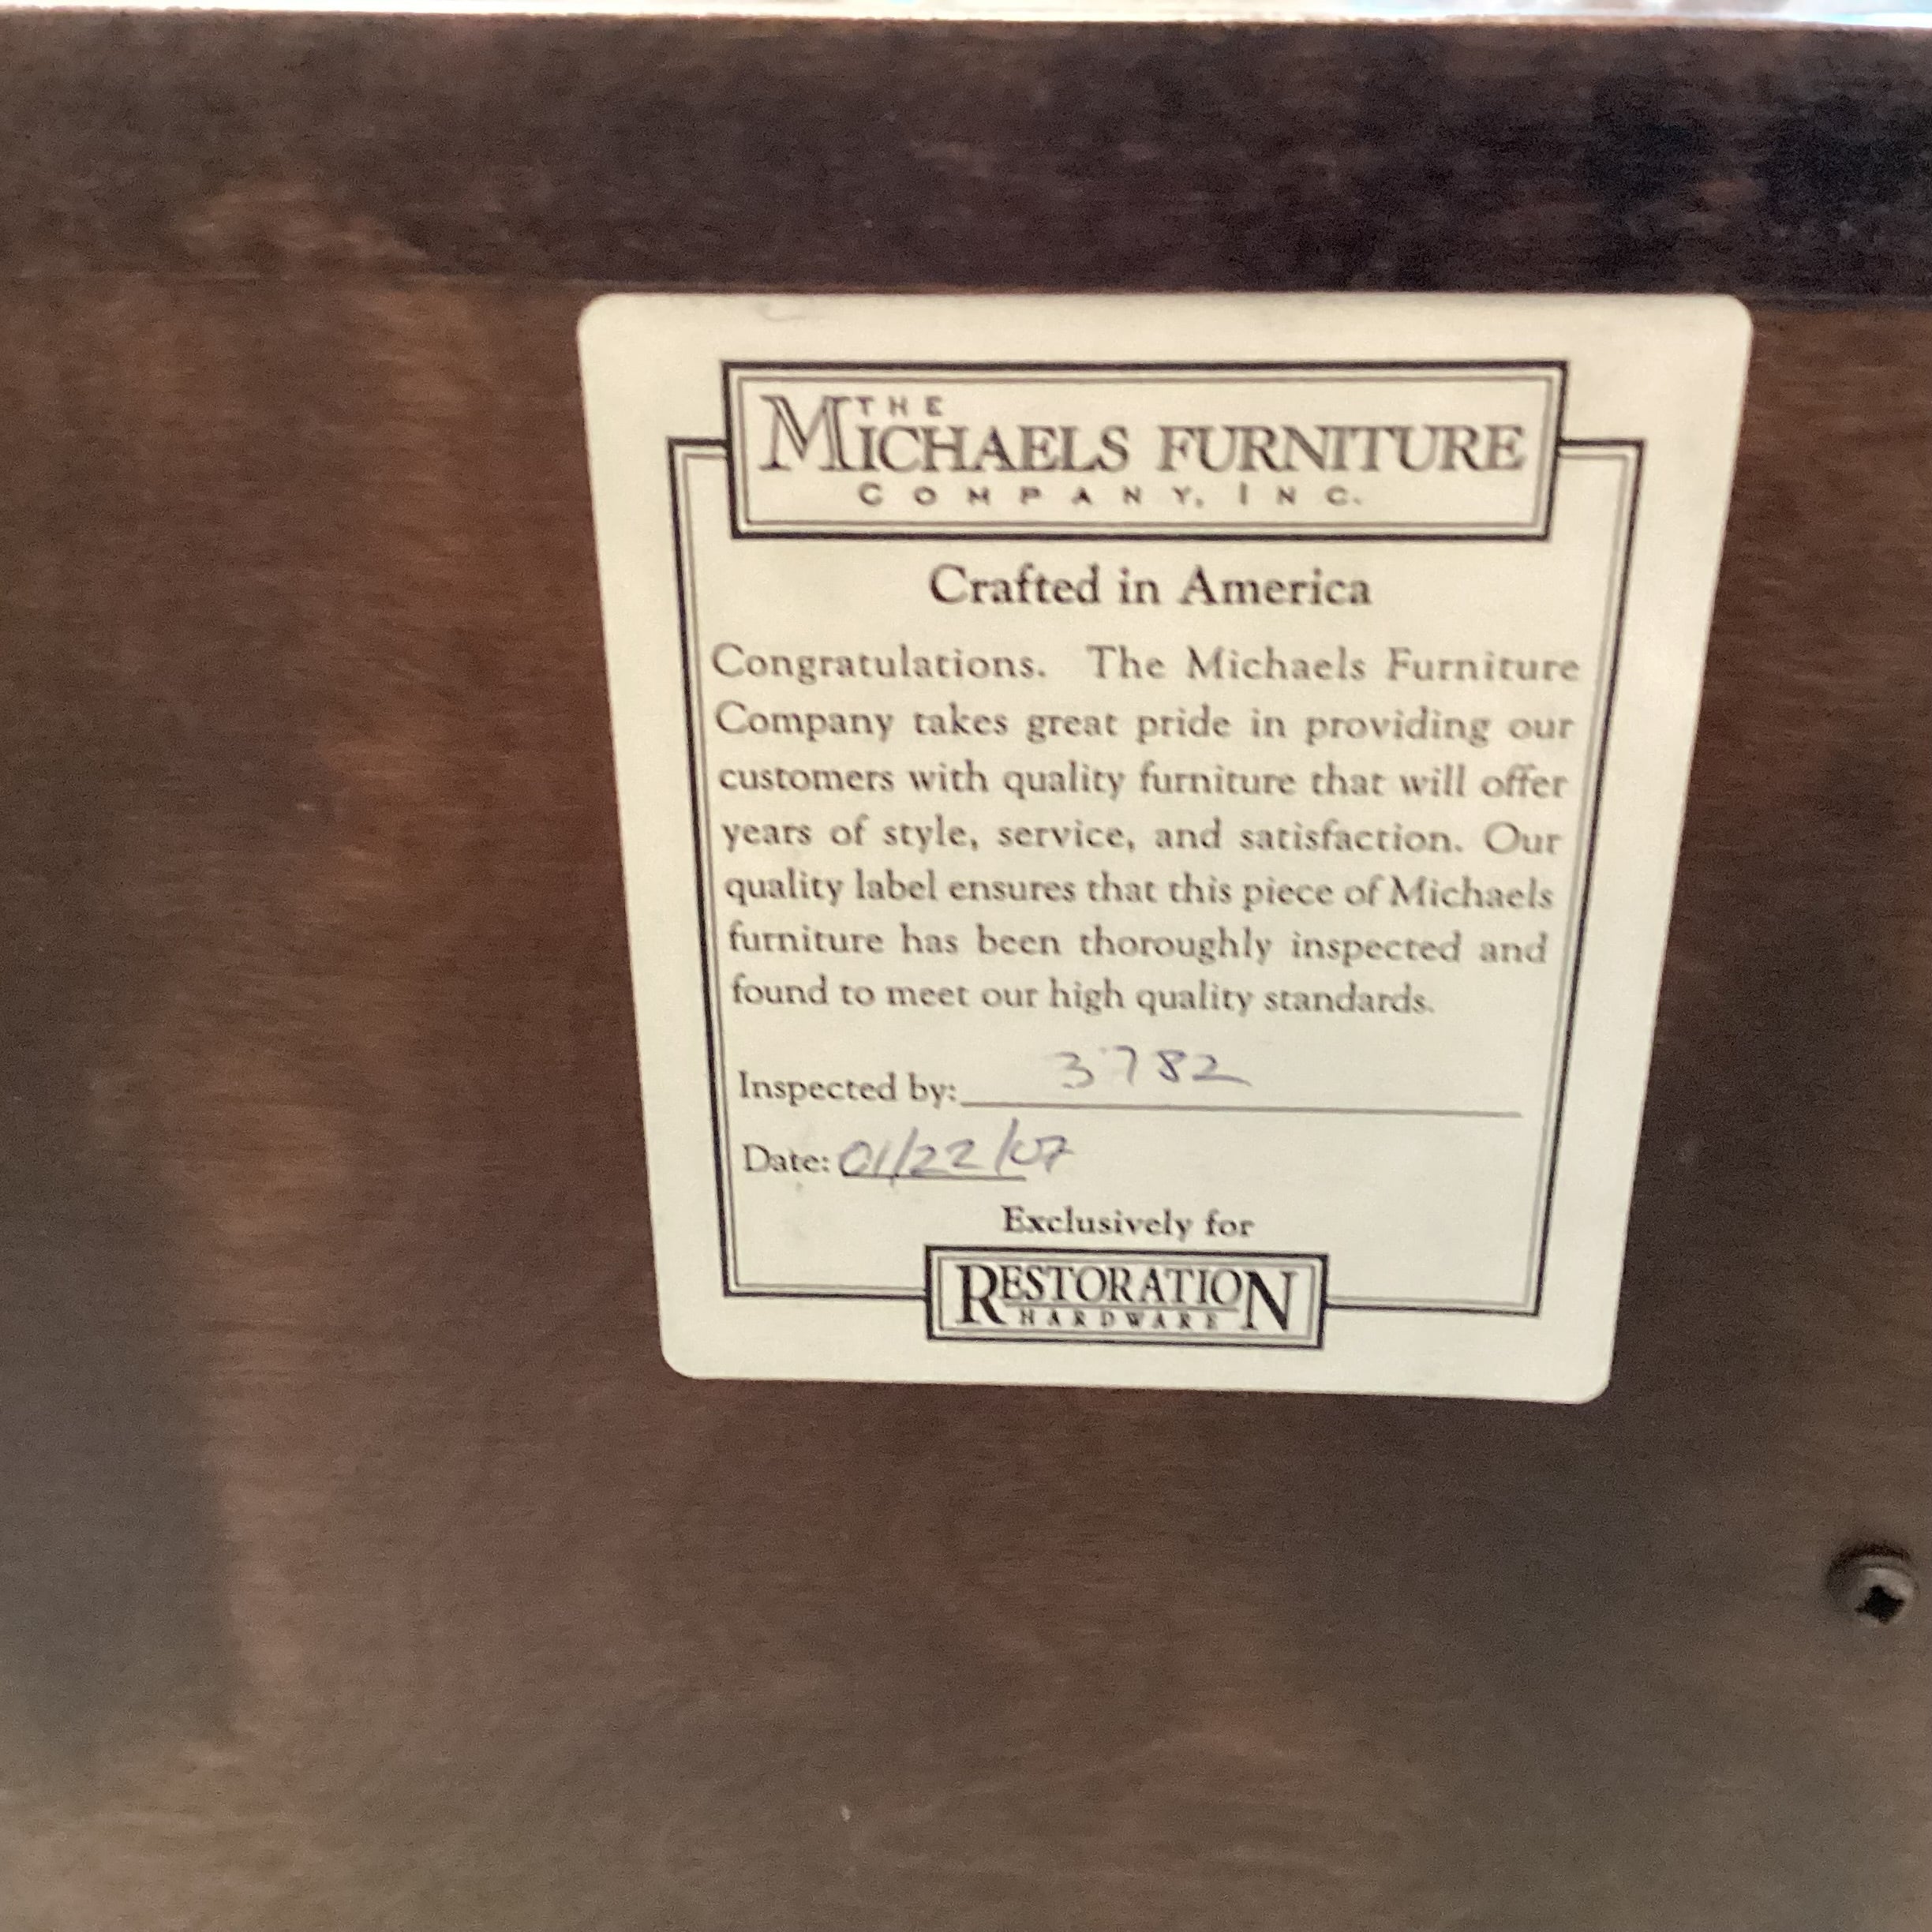 THE
MICHAELS FURNITURE
COMPANY, INC.
Crafted in America
Congratulations. The Michaels Furniture
Company takes great pride in providing our
customers with quality furniture that will offer
years of style, service, and satisfaction. Our
quality label ensures that this piece of Michaels
furniture has been thoroughly inspected and
found to meet our high quality standards.
Inspected by: 3782
Date: 01/22/07
Exclusively for
RESTORATION
HARDWARE